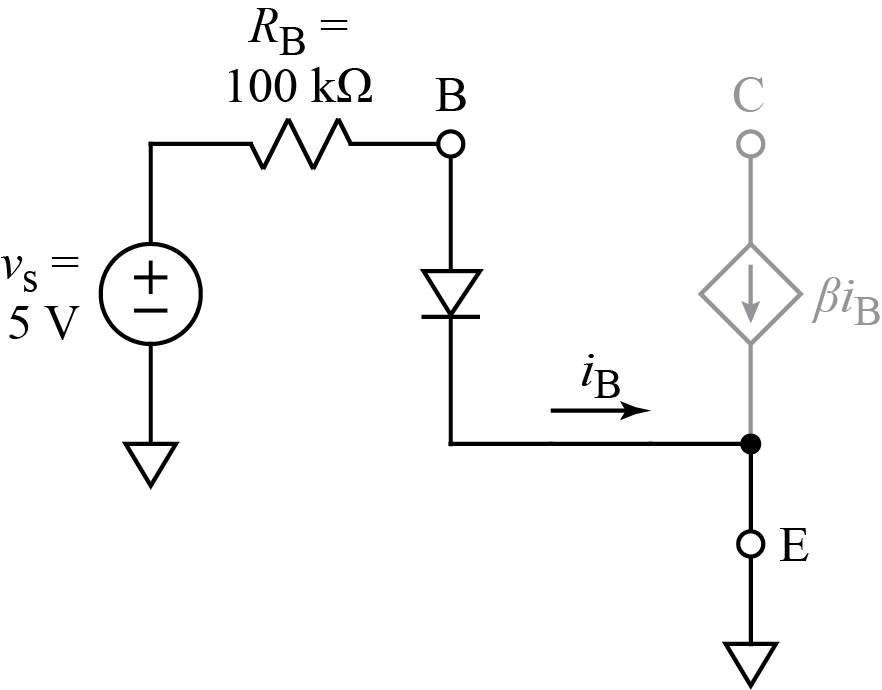 R_B =
100 kΩ
B
C
v_s =
5 V
+
−
βi_B
i_B
E